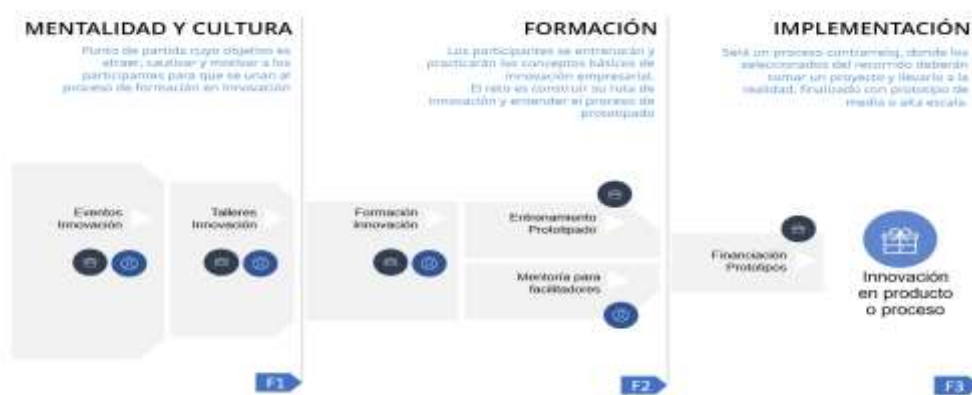 MENTALIDAD Y CULTURA
Punto de partida cuyo objetivo es
atraer, cautivar y motivar a los
participantes para que se unan al
proceso de formación en Innovación
FORMACIÓN
Los participantes se entrenarán y
practicarán los conceptos básicos de
innovación empresarial.
El reto es construir su ruta de
innovación y entender el proceso de
prototipado
IMPLEMENTACIÓN
Será un proceso contrarreloj, donde los
seleccionados del recorrido deberán
tomar un proyecto y llevarlo a la
realidad, finalizado con prototipo de
media o alta escala.
Eventos
Innovación
Talleres
Innovación
Formación
Innovación
Entrenamiento
Prototipado
Mentoría para
facilitadores
Financiación
Prototipos
Innovación
en producto
o proceso
F1
F2
F3